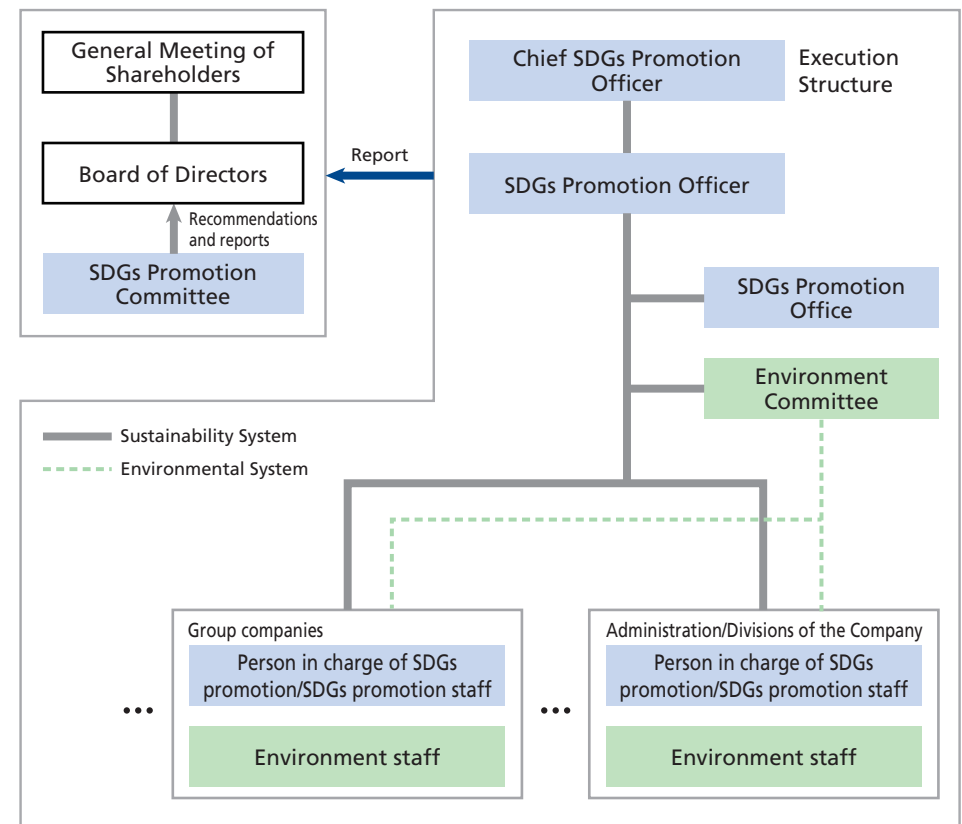 General Meeting of
Shareholders
Board of Directors
Recommendations
and reports
SDGs Promotion
Committee
Report
Chief SDGs Promotion
Officer
Execution
Structure
SDGs Promotion Officer
SDGs Promotion
Office
Environment
Committee
Sustainability System
Environmental System
Group companies
Person in charge of SDGs
promotion/SDGs promotion staff
Environment staff
...
Administration/Divisions of the Company
Person in charge of SDGs
promotion/SDGs promotion staff
Environment staff
...